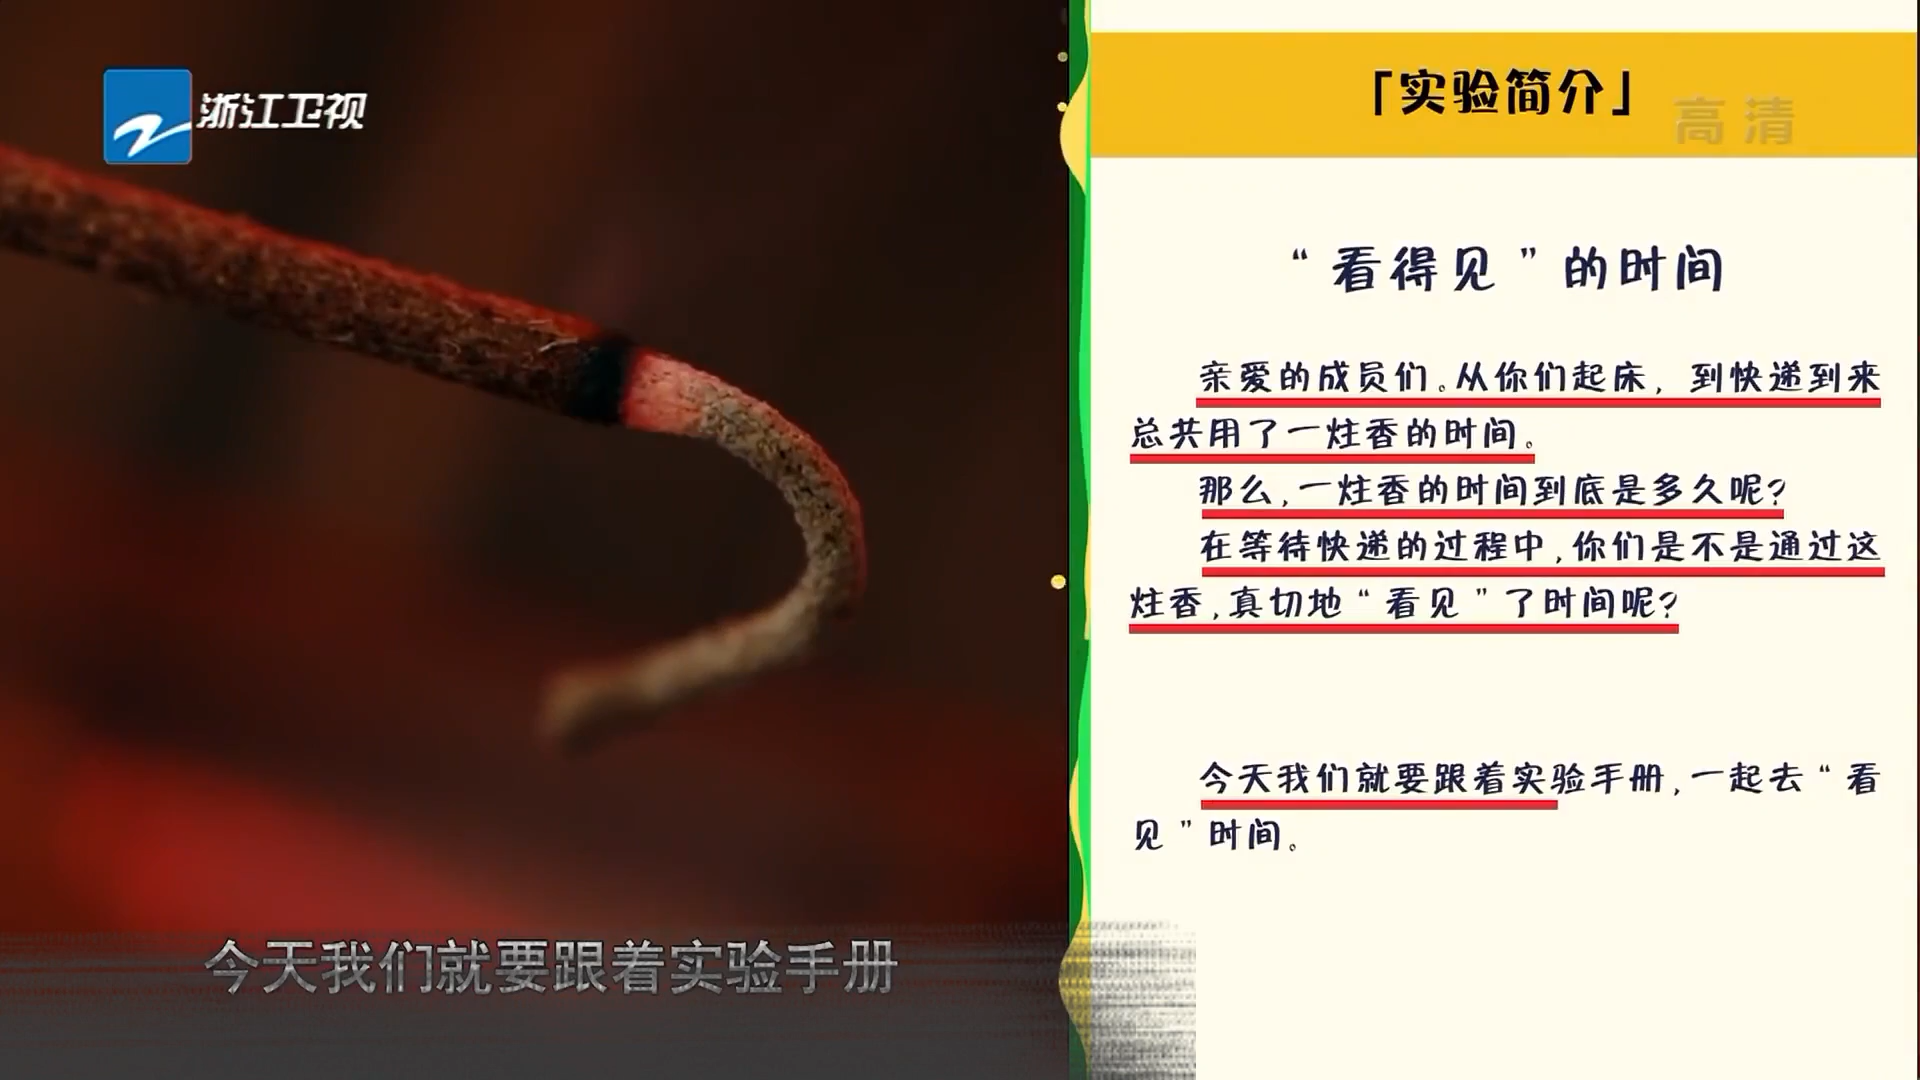 浙江卫视
「实验简介」
高清
“看得见”的时间
亲爱的成员们。从你们起床，到快递到来
总共用了一炷香的时间。
那么,一炷香的时间到底是多久呢?
在等待快递的过程中,你们是不是通过这
炷香,真切地“看见”了时间呢?
今天我们就要跟着实验手册,一起去“看
见”时间。
今天我们就要跟着实验手册